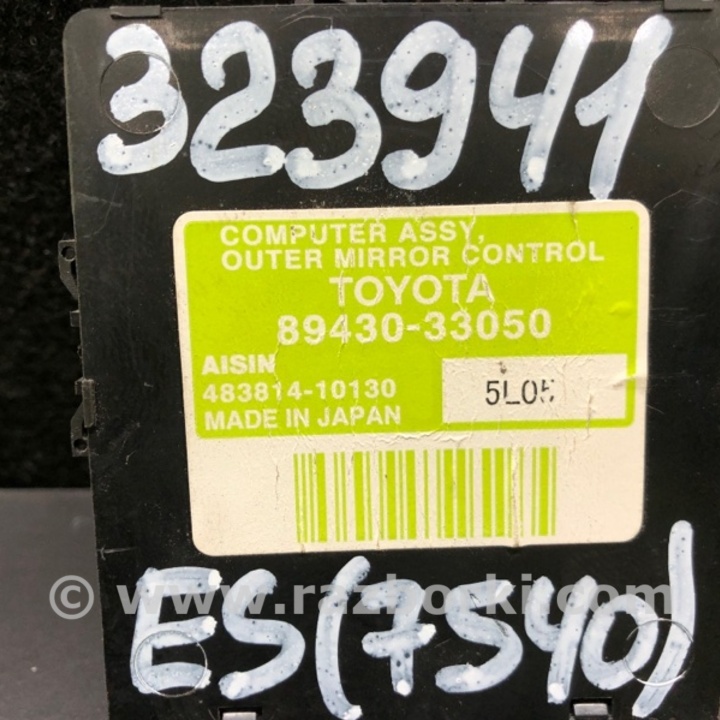 323941
COMPUTER ASSY,
OUTER MIRROR CONTROL
TOYOTA
89430-33050
AISIN
483814-10130
5L05
MADE IN JAPAN
© www.razborki.com
ES(7540)